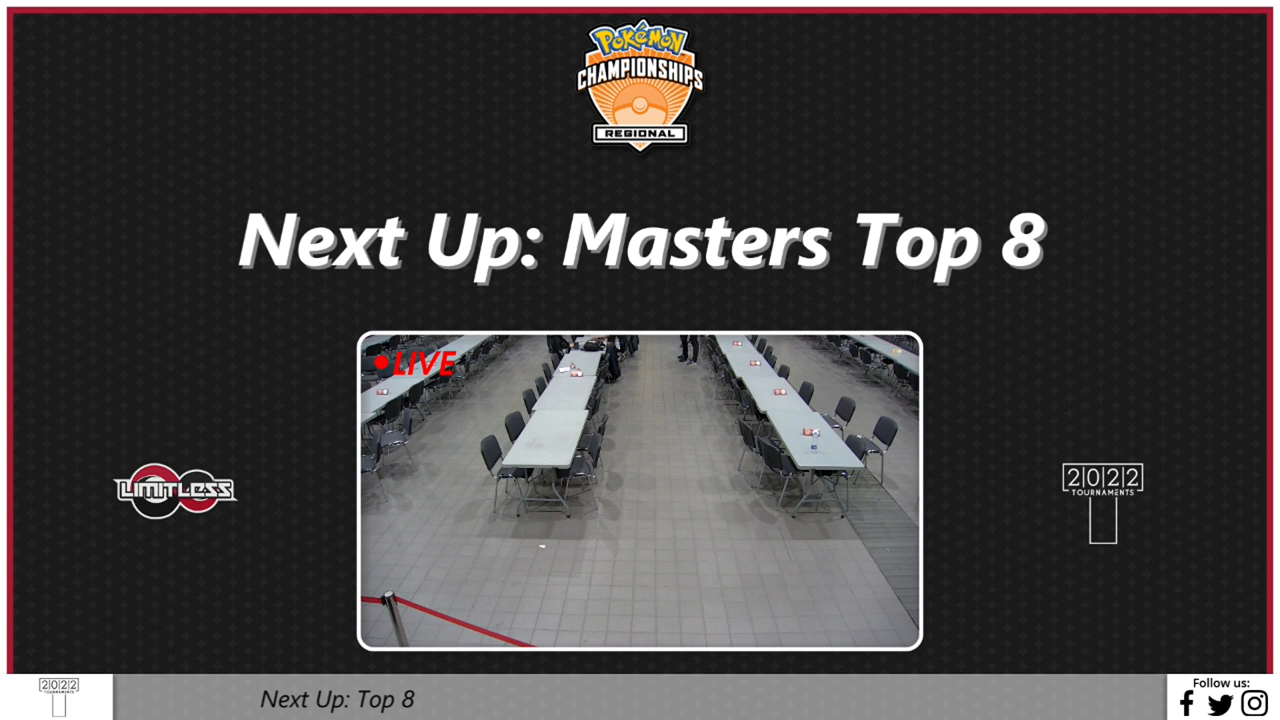 POKÉMON
CHAMPIONSHIPS
REGIONAL
Next Up: Masters Top 8
LIVE
LIMITLESS
2022
TOURNAMENTS
2022
TOURNAMENTS
Next Up: Top 8
Follow us: